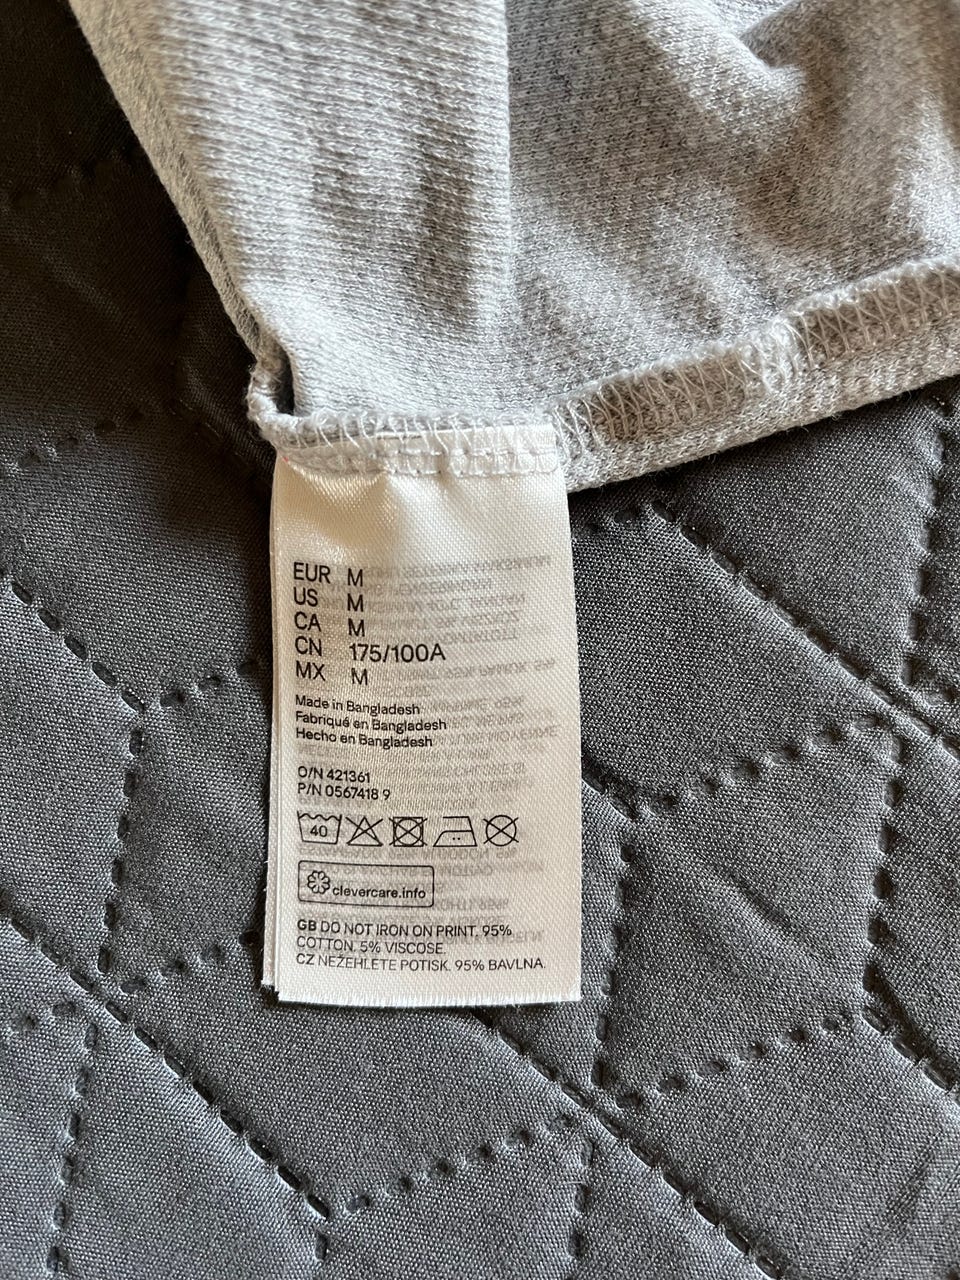 EUR M
US M
CA M
CN 175/100A
MX M
Made in Bangladesh
Fabriqué en Bangladesh
Hecho en Bangladesh
O/N 421361
P/N 0567418 9
40
clevercare.info
GB DO NOT IRON ON PRINT. 95%
COTTON. 5% VISCOSE.
CZ NEŽEHLETE POTISK. 95% BAVLNA.